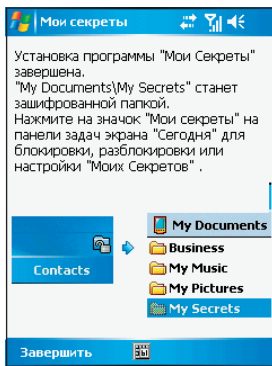 Мои секреты
Установка программы "Мои Секреты"
завершена.
"My Documents\My Secrets" станет
зашифрованной папкой.
Нажмите на значок "Мои секреты" на
панели задач экрана "Сегодня" для
блокировки, разблокировки или
настройки "Моих Секретов" .
My Documents
Business
My Music
My Pictures
My Secrets
Contacts
Завершить